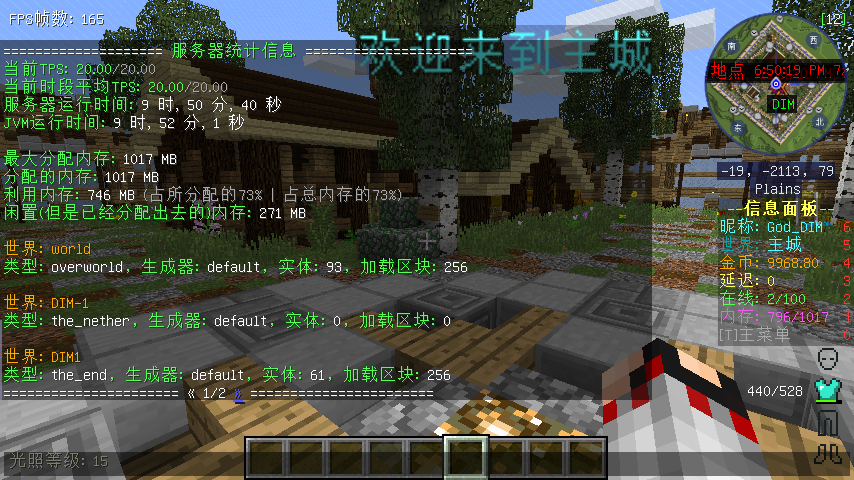 FPS帧数: 165
[12]
==================== 服务器统计信息 ====================
欢迎来到主城
当前TPS: 20.00/20.00
当前时段平均TPS: 20.00/20.00
服务器运行时间: 9 时, 50 分, 40 秒
JVM运行时间: 9 时, 52 分, 1 秒
最大分配内存: 1017 MB
分配的内存: 1017 MB
利用内存: 746 MB (占所分配的73% | 占总内存的73%)
闲置(但是已经分配出去的)内存: 271 MB
世界: world
类型: overworld, 生成器: default, 实体: 93, 加载区块: 256
世界: DIM-1
类型: the_nether, 生成器: default, 实体: 0, 加载区块: 0
世界: DIM1
类型: the_end, 生成器: default, 实体: 61, 加载区块: 256
====================== « 1/2 » =======================
光照等级: 15
南
西
地点 6:50:19 PM
DIM
东
北
-19, -2113, 79
Plains
--信息面板-
昵称: God_DIM 6
世界: 主城 5
金币: 9968.80 4
延迟: 0 3
在线: 2/100 2
内存: 796/1017
[T]主菜单
440/528